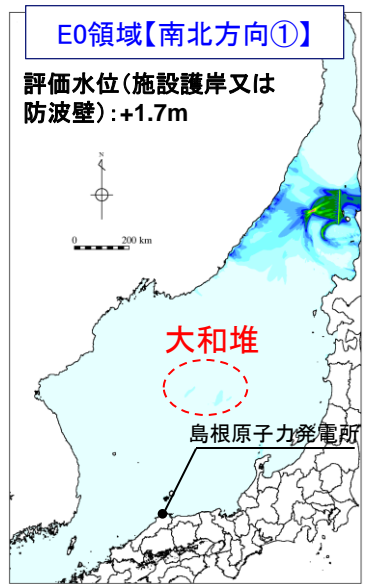 E0領域【南北方向①】
評価水位（施設護岸又は
防波壁）：+1.7m
N
0 200 km
大和堆
島根原子力発電所